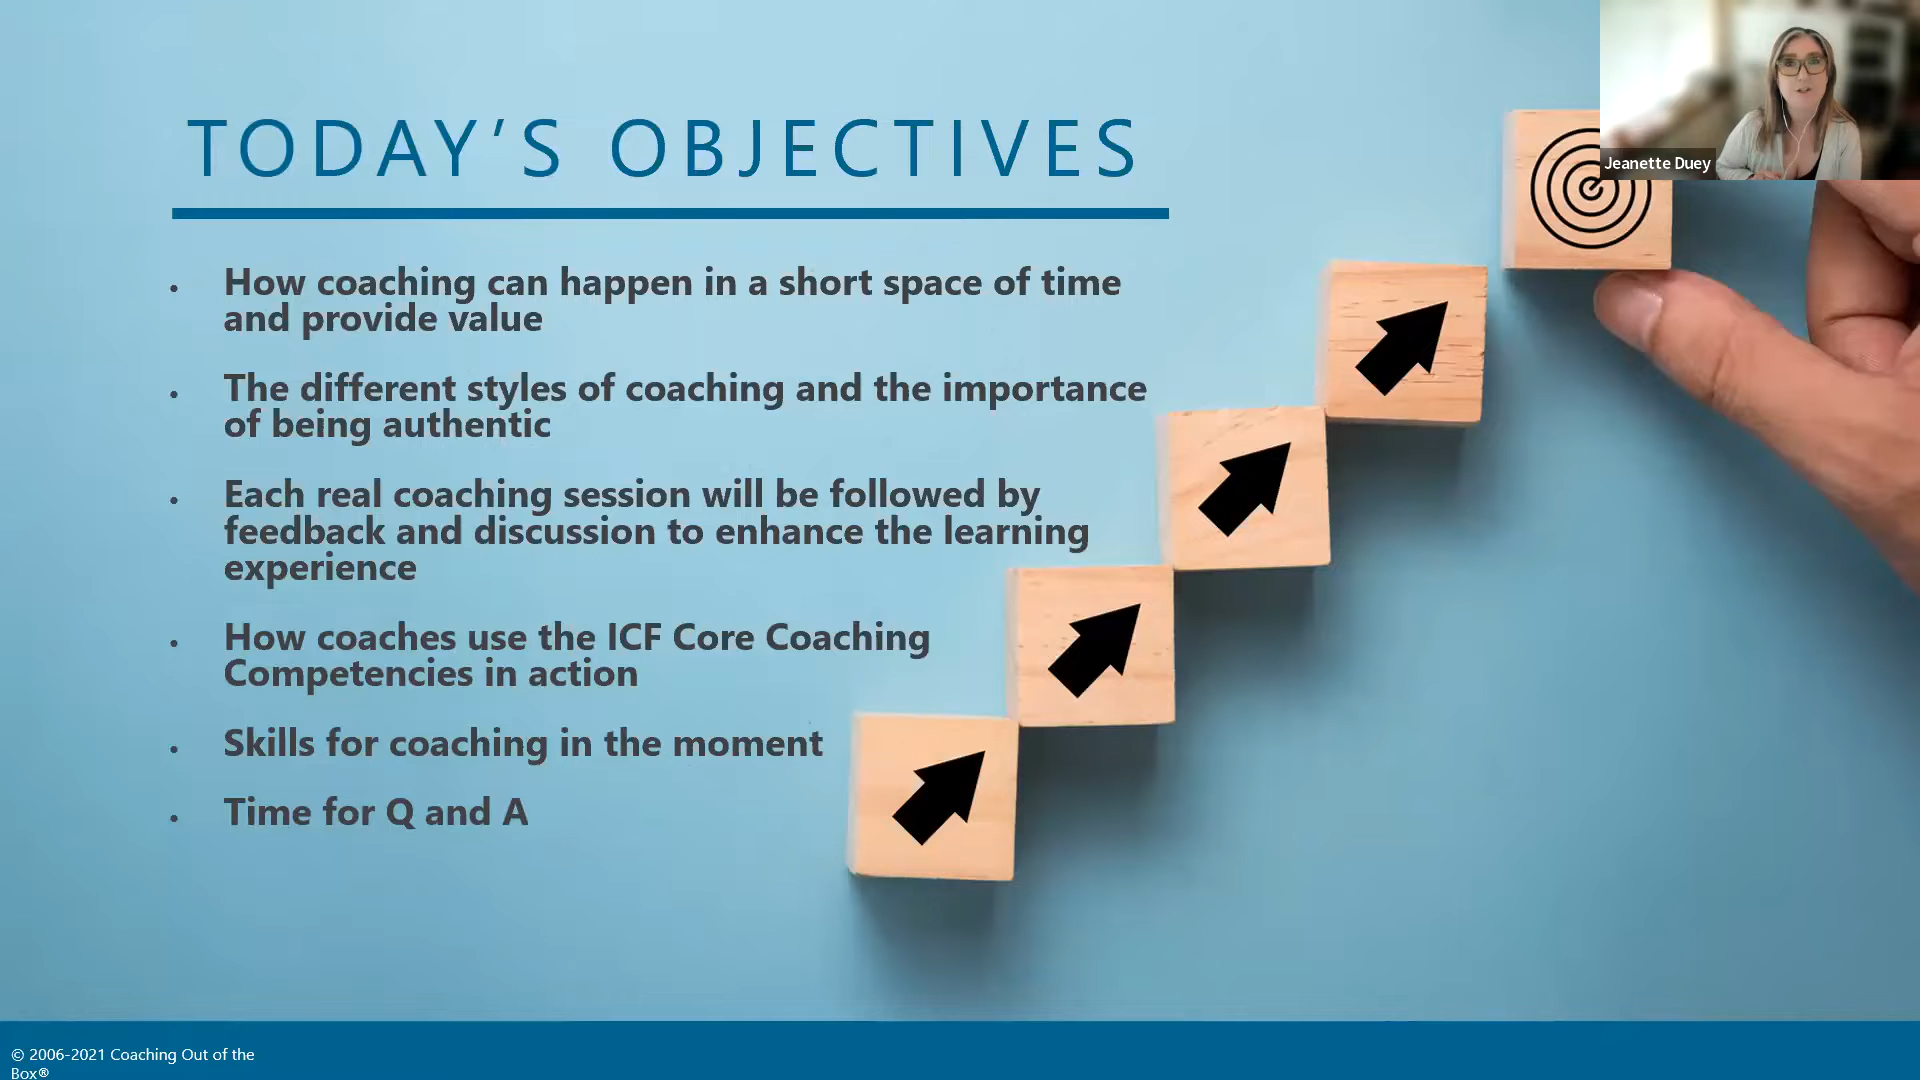 TODAY’S OBJECTIVES
Jeanette Duey
• How coaching can happen in a short space of time
and provide value
• The different styles of coaching and the importance
of being authentic
• Each real coaching session will be followed by
feedback and discussion to enhance the learning
experience
• How coaches use the ICF Core Coaching
Competencies in action
• Skills for coaching in the moment
• Time for Q and A
© 2006-2021 Coaching Out of the
Box®